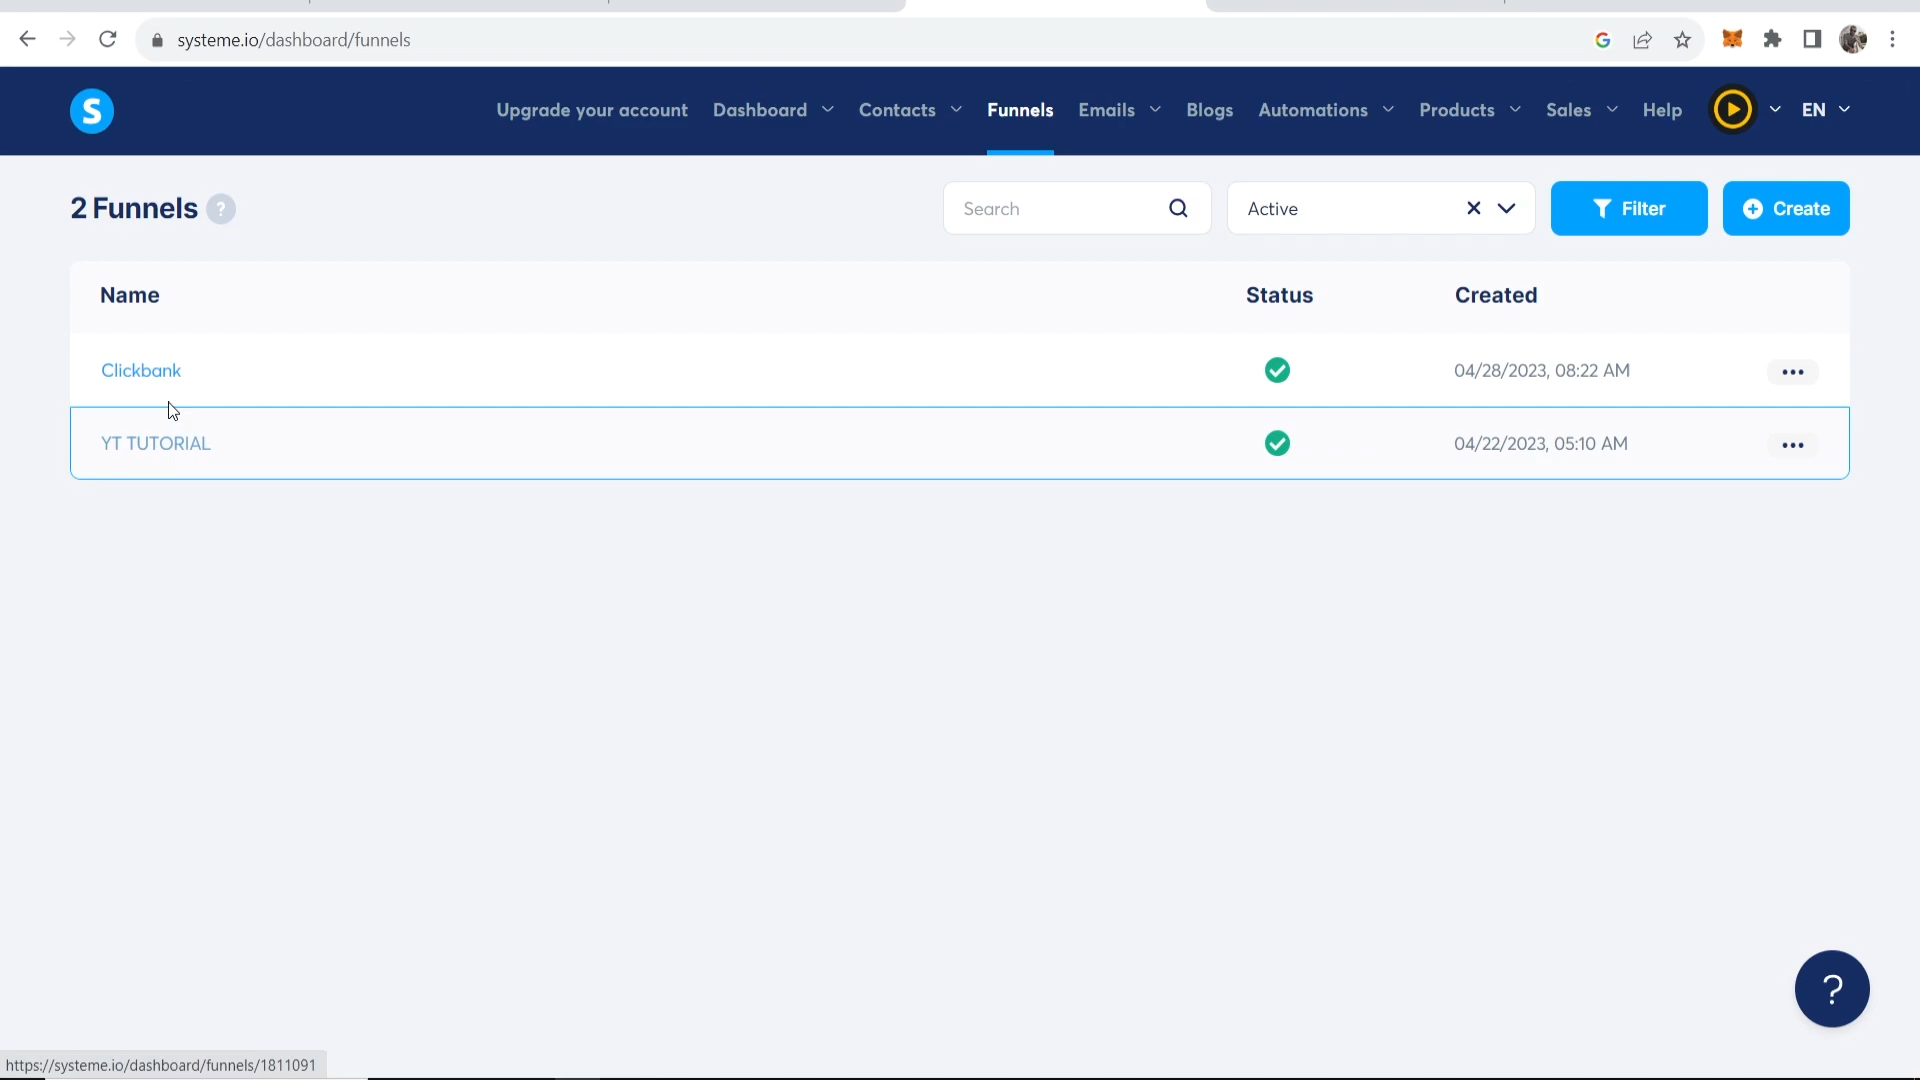 systeme.io/dashboard/funnels
S
Upgrade your account Dashboard Contacts Funnels Emails Blogs Automations Products Sales Help EN
2 Funnels ?
Search
Active
Filter
Create
Name Status Created
Clickbank 04/28/2023, 08:22 AM
YT TUTORIAL 04/22/2023, 05:10 AM
?
https://systeme.io/dashboard/funnels/1811091